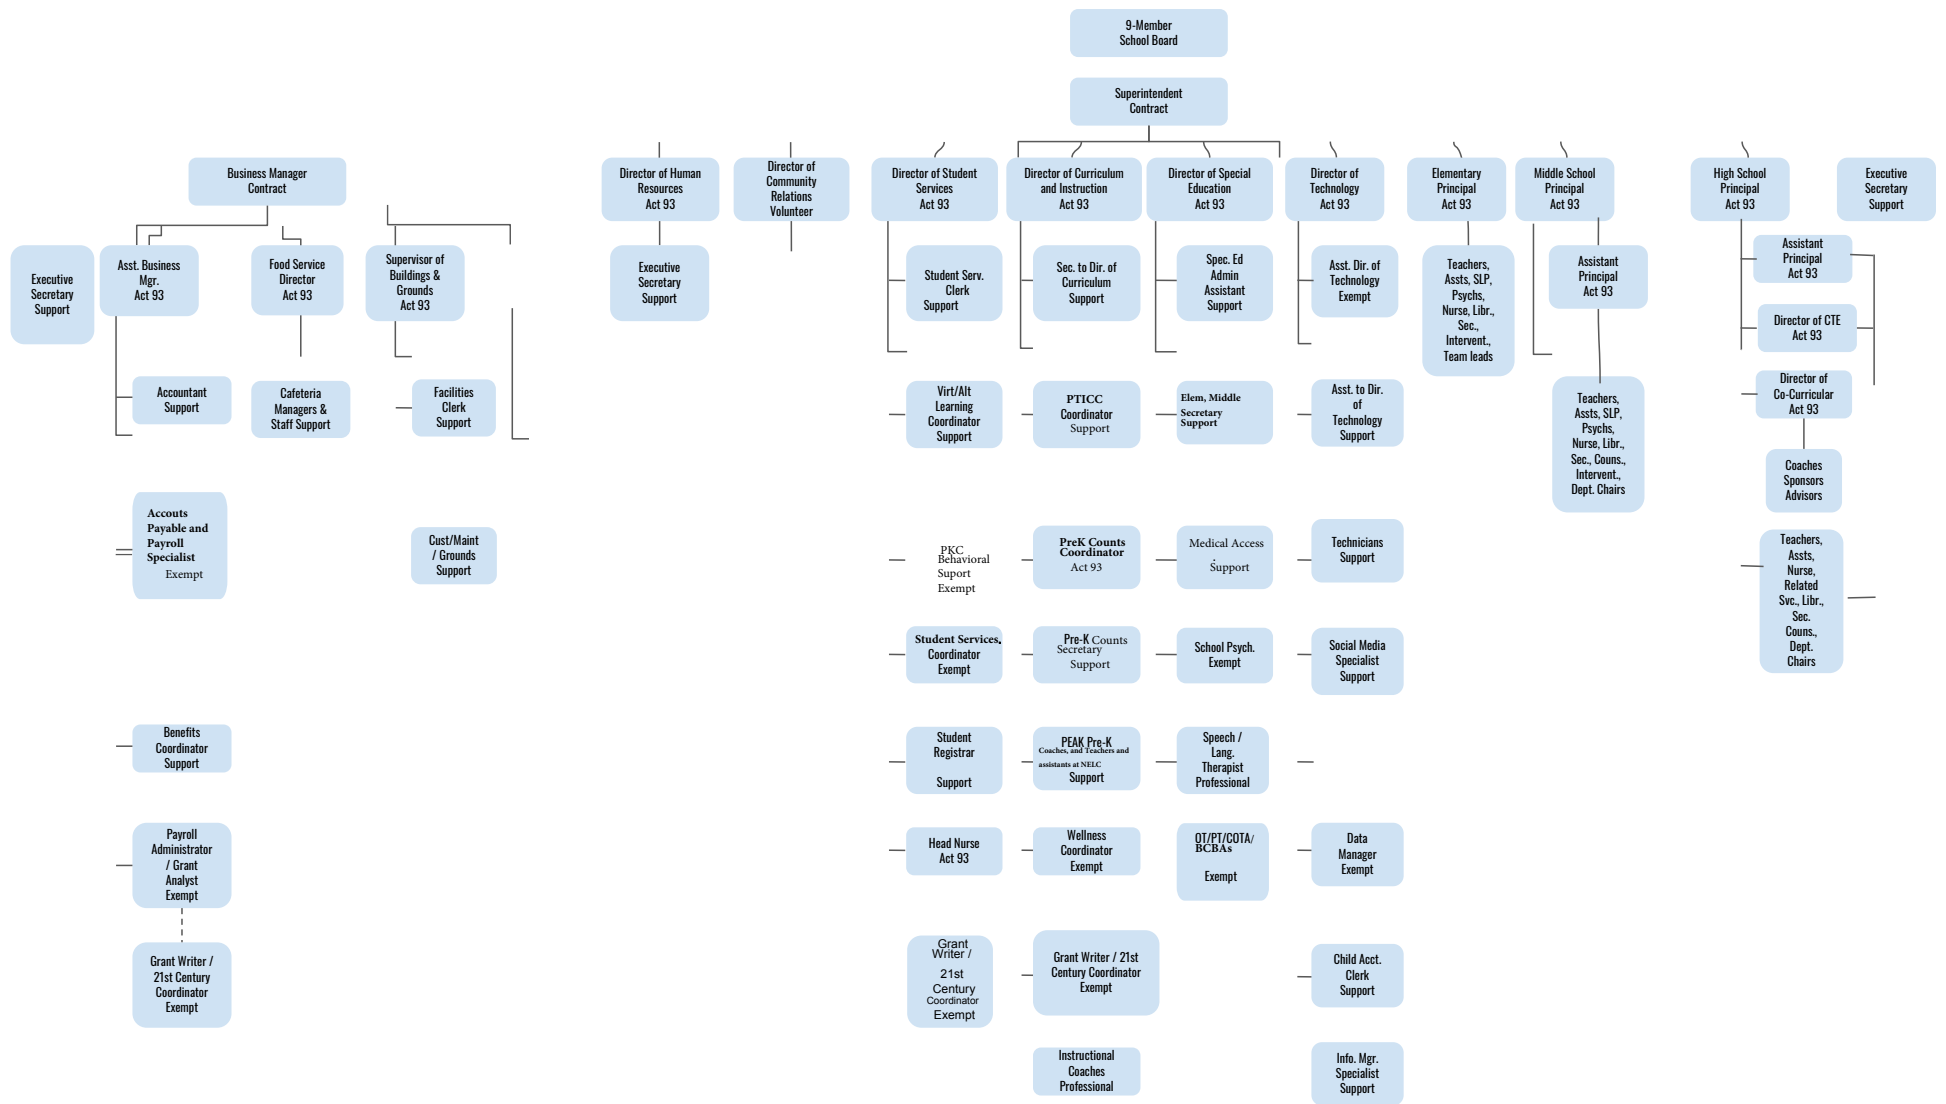 9-Member
School Board
Superintendent
Contract
Business Manager
Contract
Director of Human
Resources
Act 93
Director of
Community
Relations
Volunteer
Director of Student
Services
Act 93
Director of Curriculum
and Instruction
Act 93
Director of Special
Education
Act 93
Director of
Technology
Act 93
Elementary
Principal
Act 93
Middle School
Principal
Act 93
High School
Principal
Act 93
Executive
Secretary
Support
Executive
Secretary
Support
Asst. Business
Mgr.
Act 93
Food Service
Director
Act 93
Supervisor of
Buildings &
Grounds
Act 93
Executive
Secretary
Support
Student Serv.
Clerk
Support
Sec. to Dir. of
Curriculum
Support
Spec. Ed
Admin
Assistant
Support
Asst. Dir. of
Technology
Exempt
Teachers,
Assts, SLP,
Psychs,
Nurse, Libr.,
Sec.,
Intervent.,
Team leads
Assistant
Principal
Act 93
Assistant
Principal
Act 93
Director of CTE
Act 93
Accountant
Support
Cafeteria
Managers &
Staff Support
Facilities
Clerk
Support
Virt/Alt
Learning
Coordinator
Support
PTICC
Coordinator
Support
Elem, Middle
Secretary
Support
Asst. to Dir.
of
Technology
Support
Teachers,
Assts, SLP,
Psychs,
Nurse, Libr.,
Sec., Couns.,
Intervent.,
Dept. Chairs
Director of
Co-Curricular
Act 93
Coaches
Sponsors
Advisors
Accouts
Payable and
Payroll
Specialist
Exempt
Cust/Maint
/ Grounds
Support
PKC
Behavioral
Suport
Exempt
PreK Counts
Coordinator
Act 93
Medical Access
.
Support
Technicians
Support
Teachers,
Assts,
Nurse,
Related
Svc., Libr.,
Sec.
Couns.,
Dept.
Chairs
Student Services.
Coordinator
Exempt
Pre-K Counts
Secretary
Support
School Psych.
Exempt
Social Media
Specialist
Support
Benefits
Coordinator
Support
Student
Registrar
Support
PEAK Pre-K
Coaches, and Teachers and
assistants at NELC
Support
Speech /
Lang.
Therapist
Professional
Payroll
Administrator
/ Grant
Analyst
Exempt
Head Nurse
Act 93
Wellness
Coordinator
Exempt
OT/PT/COTA/
BCBAs
Exempt
Data
Manager
Exempt
Grant Writer /
21st Century
Coordinator
Exempt
Grant
Writer /
21st
Century
Coordinator
Exempt
Grant Writer / 21st
Century Coordinator
Exempt
Child Acct.
Clerk
Support
Instructional
Coaches
Professional
Info. Mgr.
Specialist
Support